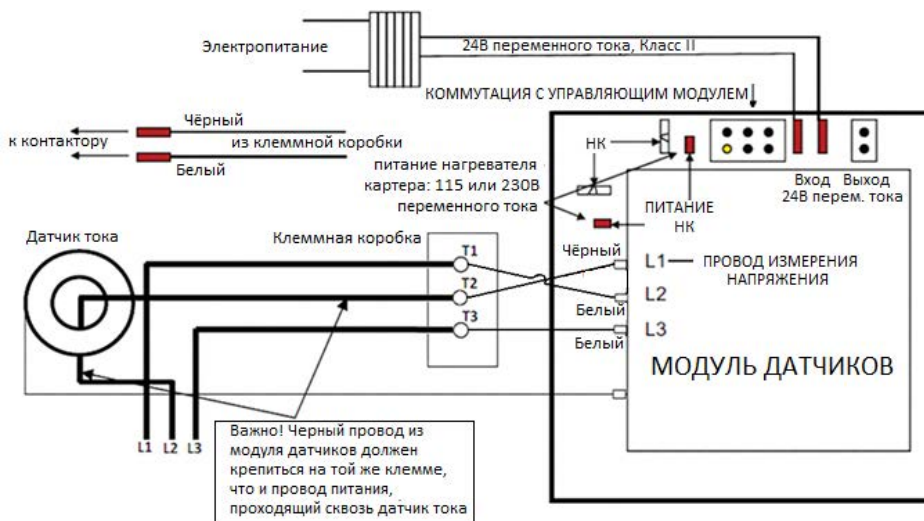 Электропитание
24В переменного тока, Класс II
КОММУТАЦИЯ С УПРАВЛЯЮЩИМ МОДУЛЕМ
Чёрный
к контактору
из клеммной коробки
Белый
НК
питание нагревателя
картера: 115 или 230В
переменного тока
Вход
Выход
24В перем. тока
ПИТАНИЕ
НК
Датчик тока
Клеммная коробка
T1
T2
T3
Чёрный
Белый
Белый
L1
L2
L3
ПРОВОД ИЗМЕРЕНИЯ
НАПРЯЖЕНИЯ
МОДУЛЬ ДАТЧИКОВ
L1
L2
L3
Важно! Черный провод из
модуля датчиков должен
крепиться на той же клемме,
что и провод питания,
проходящий сквозь датчик тока